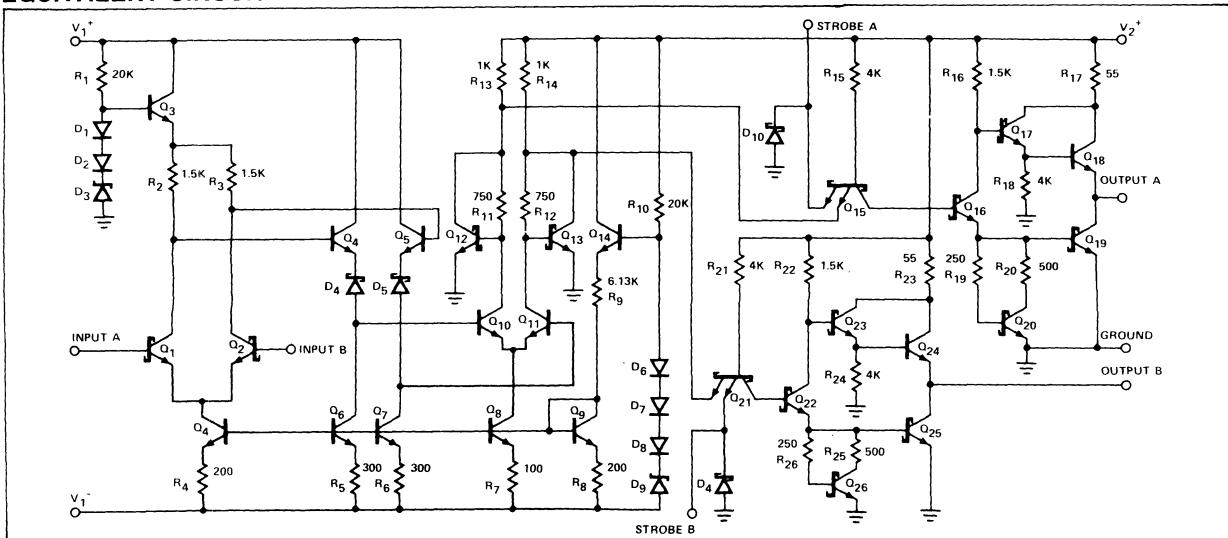 EQUIVALENT CIRCUIT
V1+
STROBE A
V2+
R1 20K
1K R13
1K R14
R15 4K
R16 1.5K
R17 55
Q3
D1
D2
D3
R2 1.5K
R3 1.5K
D10
Q17
Q18
R18 4K
OUTPUT A
750 R11
750 R12
R10 20K
Q15
Q16
Q4
Q5
Q12
Q13
Q14
D4
D5
R9 6.13K
R21 4K
R22 1.5K
55 R23
250 R19
R20 500
Q19
Q10
Q11
Q23
Q24
Q20
GROUND
INPUT A
Q1
Q2
INPUT B
D6
D7
D8
D9
R24 4K
OUTPUT B
Q21
Q22
Q4
Q6
Q7
Q8
Q9
Q25
R4 200
R5 300
R6 300
R7 100
R8 200
D4
250 R26
R25 500
Q26
V1-
STROBE B